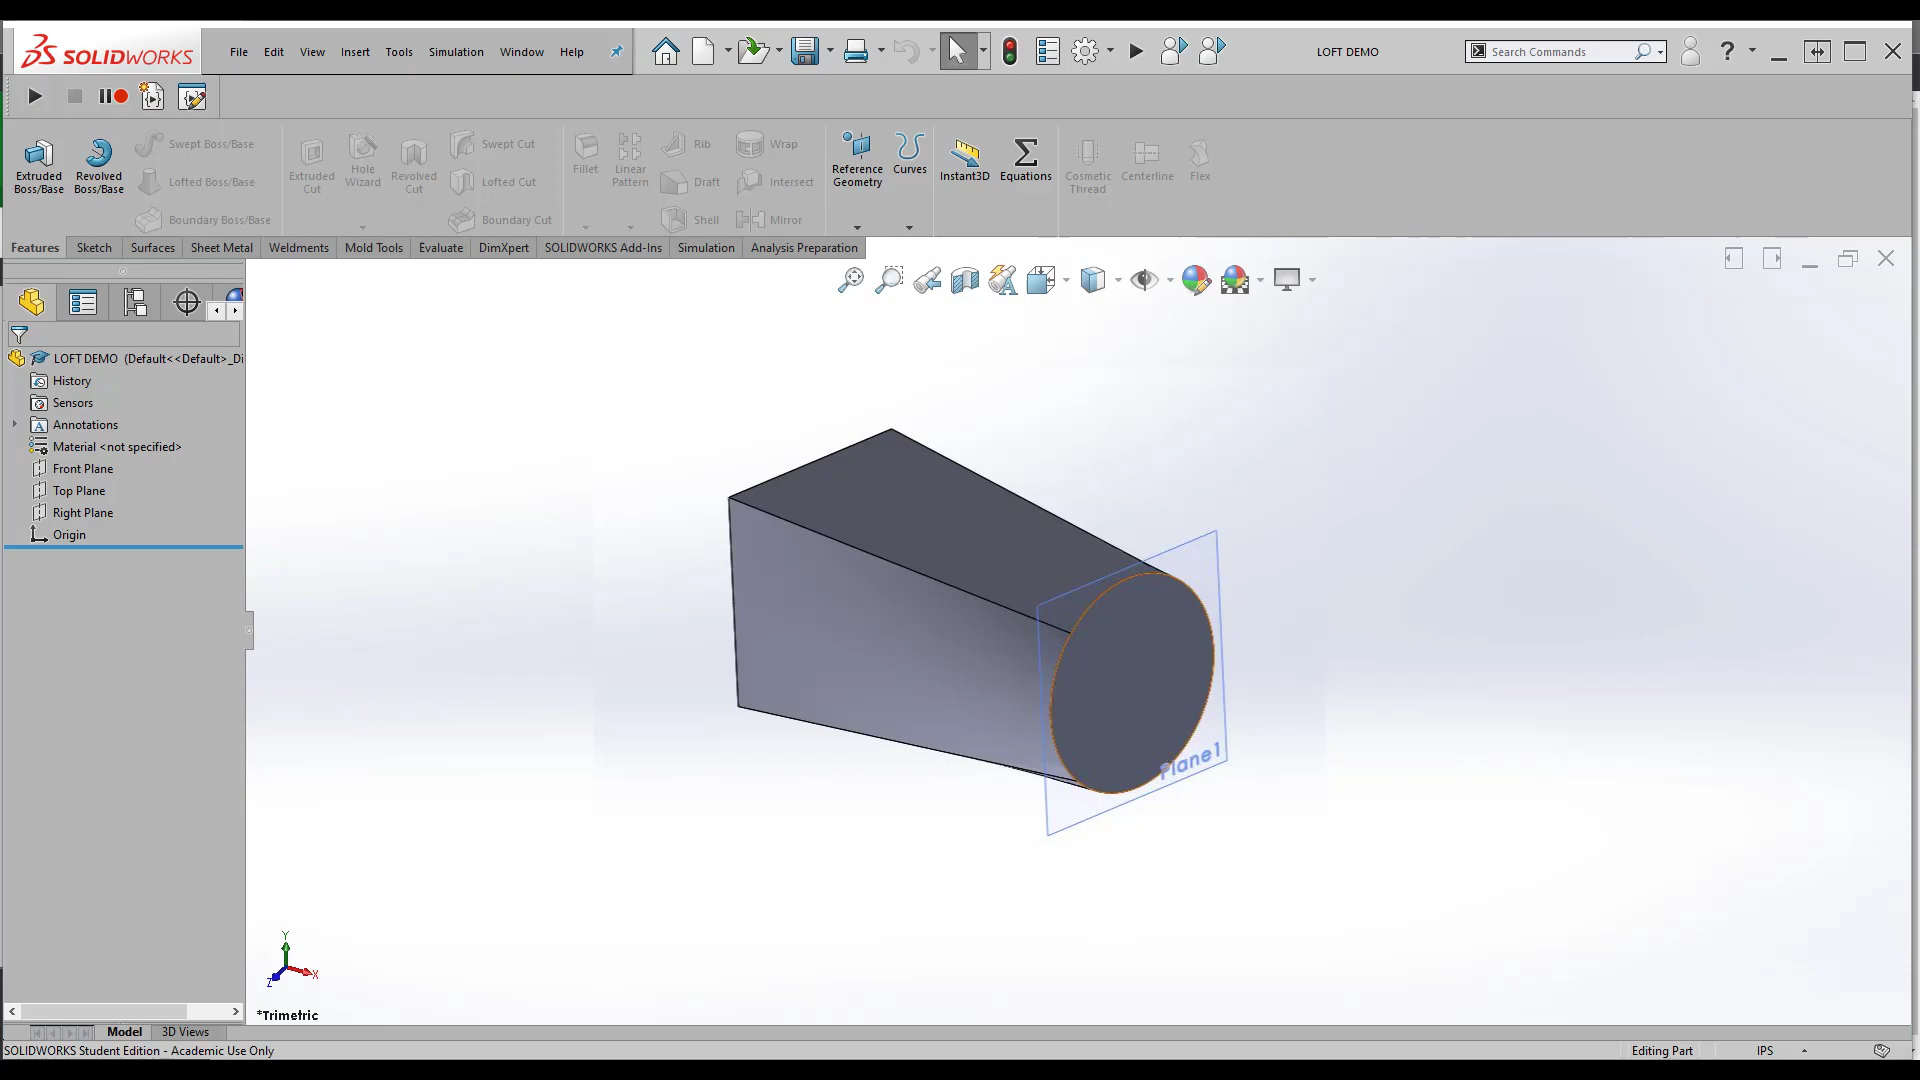 SOLIDWORKS File Edit View Insert Tools Simulation Window Help LOFT DEMO Search Commands ?
Extruded Boss/Base
Revolved Boss/Base
Swept Boss/Base
Lofted Boss/Base
Boundary Boss/Base
Extruded Cut
Hole Wizard
Revolved Cut
Swept Cut
Lofted Cut
Boundary Cut
Fillet
Linear Pattern
Rib
Draft
Shell
Wrap
Intersect
Mirror
Reference Geometry
Curves
Instant3D
Equations
Cosmetic Thread
Centerline
Flex
Features Sketch Surfaces Sheet Metal Weldments Mold Tools Evaluate DimXpert SOLIDWORKS Add-Ins Simulation Analysis Preparation
LOFT DEMO (Default<<Default>_Di
History
Sensors
Annotations
Material <not specified>
Front Plane
Top Plane
Right Plane
Origin
Plane1
Y
X
Z
*Trimetric
Model 3D Views
SOLIDWORKS Student Edition - Academic Use Only Editing Part IPS